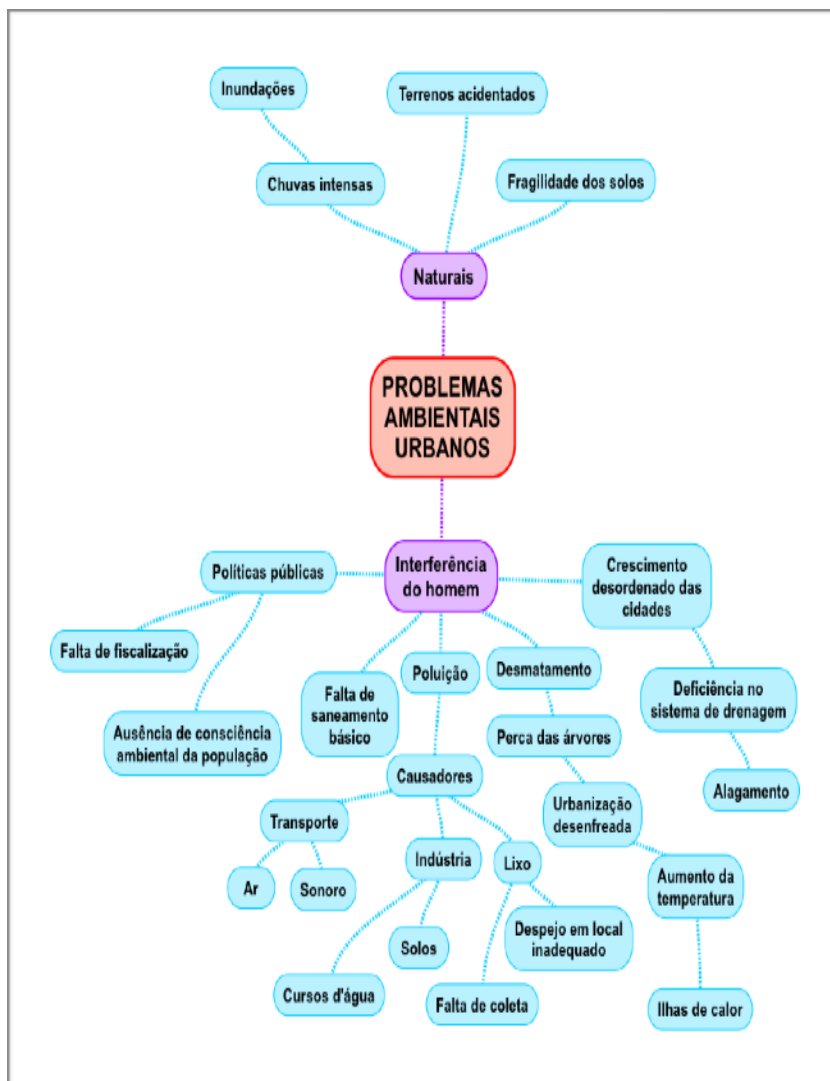 Inundações
Terrenos acidentados
Chuvas intensas
Fragilidade dos solos
Naturais
PROBLEMAS
AMBIENTAIS
URBANOS
Políticas públicas
Interferência
do homem
Crescimento
desordenado das
cidades
Falta de fiscalização
Ausência de consciência
ambiental da população
Falta de
saneamento
básico
Poluição
Desmatamento
Deficiência no
sistema de drenagem
Perca das árvores
Alagamento
Causadores
Urbanização
desenfreada
Transporte
Indústria
Lixo
Aumento da
temperatura
Ar
Sonoro
Solos
Despejo em local
inadequado
Cursos d'água
Falta de coleta
Ilhas de calor